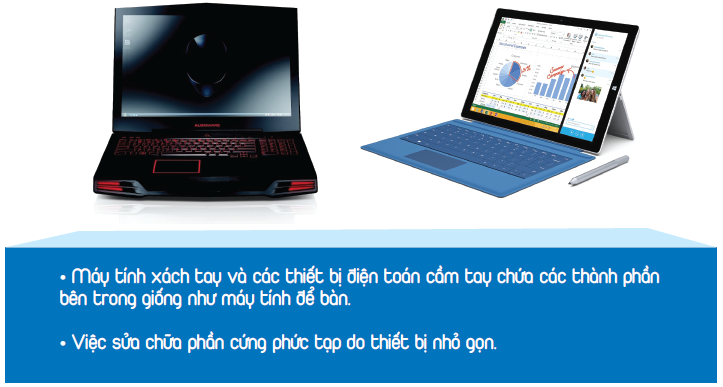 ALIENWARE
• Máy tính xách tay và các thiết bị điện toán cầm tay chứa các thành phần
bên trong giống như máy tính để bàn.
• Việc sửa chữa phần cứng phức tạp do thiết bị nhỏ gọn.